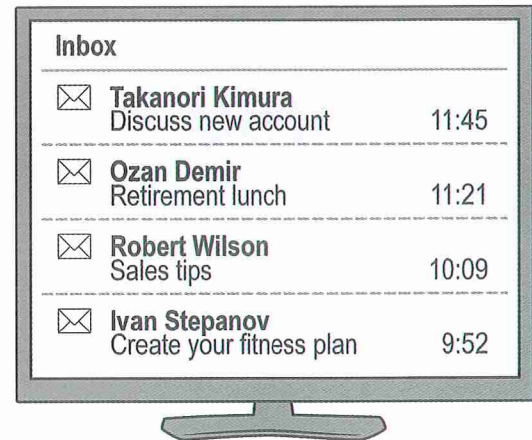 Inbox
Takanori Kimura
Discuss new account 11:45
Ozan Demir
Retirement lunch 11:21
Robert Wilson
Sales tips 10:09
Ivan Stepanov
Create your fitness plan 9:52